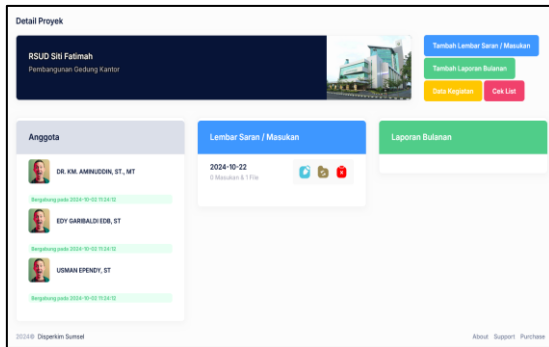 Detail Proyek
RSUD Siti Fatimah
Pembangunan Gedung Kantor
Tambah Lembar Saran / Masukan
Tambah Laporan Bulanan
Data Kegiatan
Cek List
Anggota
DR. KM. AMINUDDIN, ST., MT
Bergabung pada 2024-10-02 11:24:12
EDY GARIBALDI EDB, ST
Bergabung pada 2024-10-02 11:24:12
USMAN EPENDY, ST
Bergabung pada 2024-10-02 11:24:12
Lembar Saran / Masukan
2024-10-22
0 Masukan & 1 File
Laporan Bulanan
2024© Disperkim Sumsel
About Support Purchase